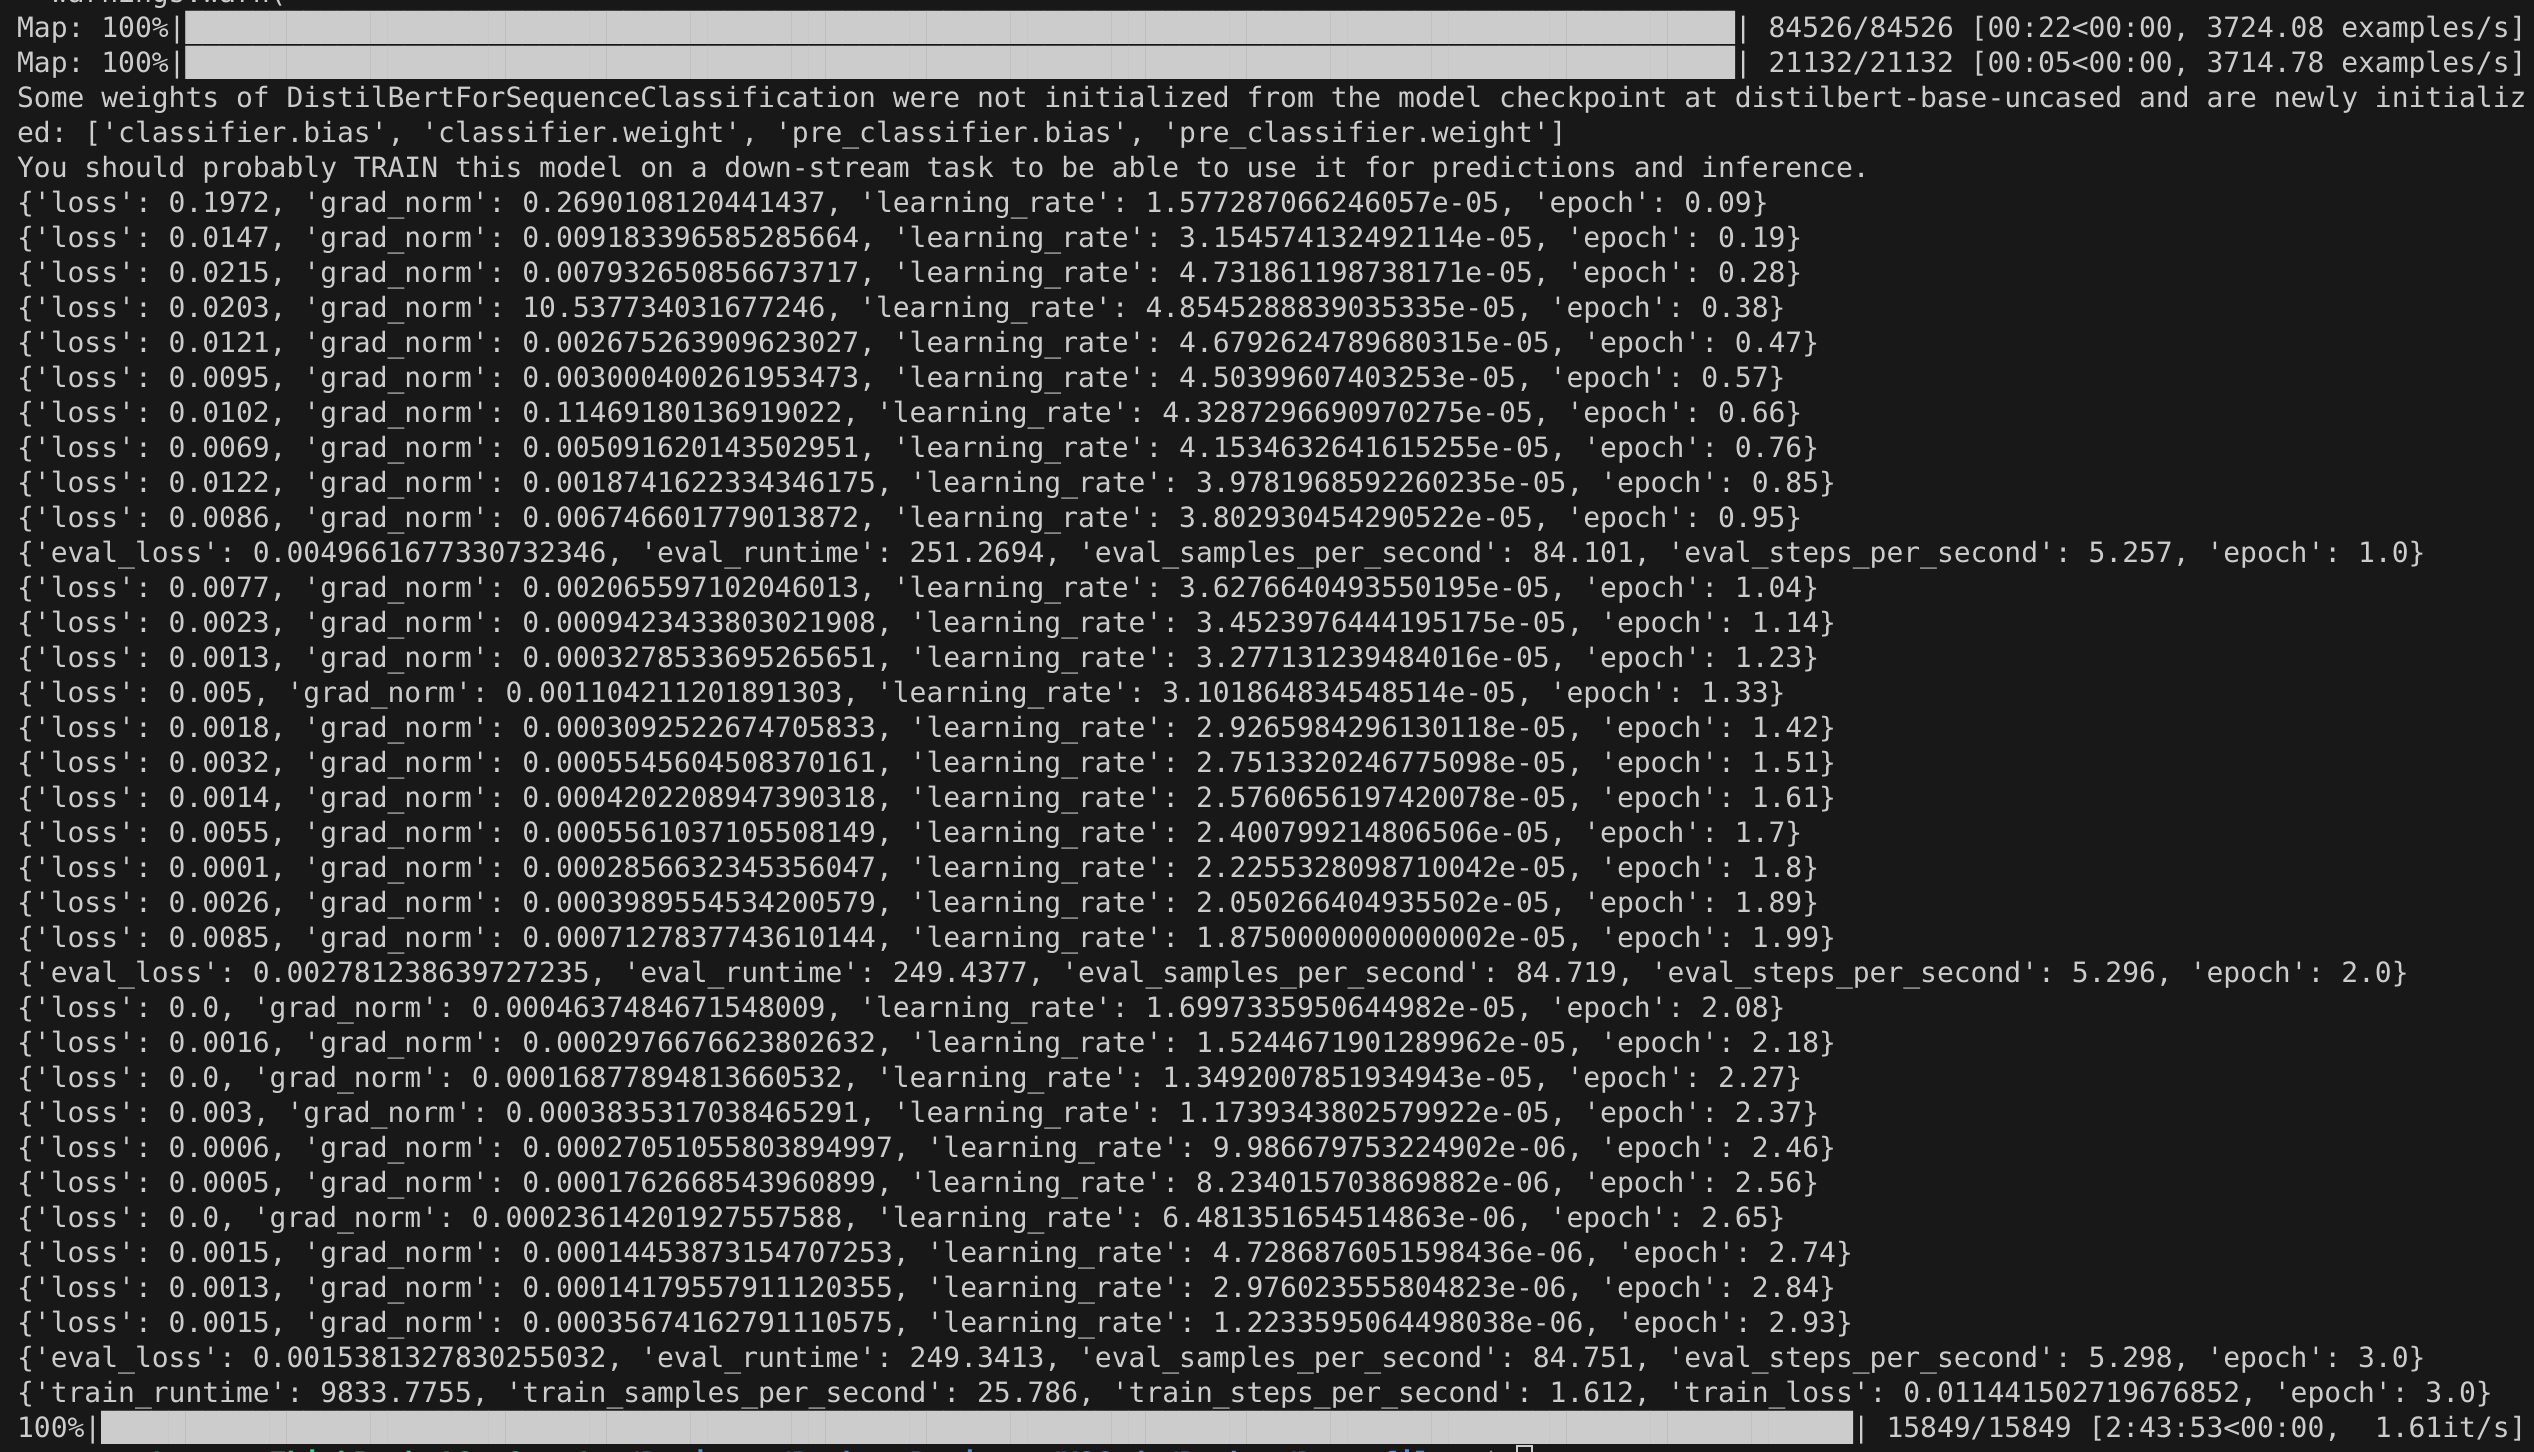 Map: 100%| | 84526/84526 [00:22<00:00, 3724.08 examples/s]
Map: 100%| | 21132/21132 [00:05<00:00, 3714.78 examples/s]
Some weights of DistilBertForSequenceClassification were not initialized from the model checkpoint at distilbert-base-uncased and are newly initializ
ed: ['classifier.bias', 'classifier.weight', 'pre_classifier.bias', 'pre_classifier.weight']
You should probably TRAIN this model on a down-stream task to be able to use it for predictions and inference.
{'loss': 0.1972, 'grad_norm': 0.2690108120441437, 'learning_rate': 1.577287066246057e-05, 'epoch': 0.09}
{'loss': 0.0147, 'grad_norm': 0.009183396585285664, 'learning_rate': 3.154574132492114e-05, 'epoch': 0.19}
{'loss': 0.0215, 'grad_norm': 0.007932650856673717, 'learning_rate': 4.731861198738171e-05, 'epoch': 0.28}
{'loss': 0.0203, 'grad_norm': 10.537734031677246, 'learning_rate': 4.8545288839035335e-05, 'epoch': 0.38}
{'loss': 0.0121, 'grad_norm': 0.002675263909623027, 'learning_rate': 4.6792624789680315e-05, 'epoch': 0.47}
{'loss': 0.0095, 'grad_norm': 0.003000400261953473, 'learning_rate': 4.50399607403253e-05, 'epoch': 0.57}
{'loss': 0.0102, 'grad_norm': 0.11469180136919022, 'learning_rate': 4.3287296690970275e-05, 'epoch': 0.66}
{'loss': 0.0069, 'grad_norm': 0.005091620143502951, 'learning_rate': 4.1534632641615255e-05, 'epoch': 0.76}
{'loss': 0.0122, 'grad_norm': 0.0018741622334346175, 'learning_rate': 3.9781968592260235e-05, 'epoch': 0.85}
{'loss': 0.0086, 'grad_norm': 0.006746601779013872, 'learning_rate': 3.802930454290522e-05, 'epoch': 0.95}
{'eval_loss': 0.0049661677330732346, 'eval_runtime': 251.2694, 'eval_samples_per_second': 84.101, 'eval_steps_per_second': 5.257, 'epoch': 1.0}
{'loss': 0.0077, 'grad_norm': 0.002065597102046013, 'learning_rate': 3.6276640493550195e-05, 'epoch': 1.04}
{'loss': 0.0023, 'grad_norm': 0.0009423433803021908, 'learning_rate': 3.4523976444195175e-05, 'epoch': 1.14}
{'loss': 0.0013, 'grad_norm': 0.0003278533695265651, 'learning_rate': 3.277131239484016e-05, 'epoch': 1.23}
{'loss': 0.005, 'grad_norm': 0.001104211201891303, 'learning_rate': 3.101864834548514e-05, 'epoch': 1.33}
{'loss': 0.0018, 'grad_norm': 0.0003092522674705833, 'learning_rate': 2.9265984296130118e-05, 'epoch': 1.42}
{'loss': 0.0032, 'grad_norm': 0.0005545604508370161, 'learning_rate': 2.7513320246775098e-05, 'epoch': 1.51}
{'loss': 0.0014, 'grad_norm': 0.0004202208947390318, 'learning_rate': 2.5760656197420078e-05, 'epoch': 1.61}
{'loss': 0.0055, 'grad_norm': 0.0005561037105508149, 'learning_rate': 2.400799214806506e-05, 'epoch': 1.7}
{'loss': 0.0001, 'grad_norm': 0.0002856632345356047, 'learning_rate': 2.2255328098710042e-05, 'epoch': 1.8}
{'loss': 0.0026, 'grad_norm': 0.0003989554534200579, 'learning_rate': 2.050266404935502e-05, 'epoch': 1.89}
{'loss': 0.0085, 'grad_norm': 0.0007127837743610144, 'learning_rate': 1.8750000000000002e-05, 'epoch': 1.99}
{'eval_loss': 0.002781238639727235, 'eval_runtime': 249.4377, 'eval_samples_per_second': 84.719, 'eval_steps_per_second': 5.296, 'epoch': 2.0}
{'loss': 0.0, 'grad_norm': 0.0004637484671548009, 'learning_rate': 1.6997335950644982e-05, 'epoch': 2.08}
{'loss': 0.0016, 'grad_norm': 0.0002976676623802632, 'learning_rate': 1.5244671901289962e-05, 'epoch': 2.18}
{'loss': 0.0, 'grad_norm': 0.00016877894813660532, 'learning_rate': 1.3492007851934943e-05, 'epoch': 2.27}
{'loss': 0.003, 'grad_norm': 0.0003835317038465291, 'learning_rate': 1.1739343802579922e-05, 'epoch': 2.37}
{'loss': 0.0006, 'grad_norm': 0.00027051055803894997, 'learning_rate': 9.986679753224902e-06, 'epoch': 2.46}
{'loss': 0.0005, 'grad_norm': 0.0001762668543960899, 'learning_rate': 8.234015703869882e-06, 'epoch': 2.56}
{'loss': 0.0, 'grad_norm': 0.00023614201927557588, 'learning_rate': 6.481351654514863e-06, 'epoch': 2.65}
{'loss': 0.0015, 'grad_norm': 0.00014453873154707253, 'learning_rate': 4.7286876051598436e-06, 'epoch': 2.74}
{'loss': 0.0013, 'grad_norm': 0.00014179557911120355, 'learning_rate': 2.976023555804823e-06, 'epoch': 2.84}
{'loss': 0.0015, 'grad_norm': 0.00035674162791110575, 'learning_rate': 1.2233595064498038e-06, 'epoch': 2.93}
{'eval_loss': 0.0015381327830255032, 'eval_runtime': 249.3413, 'eval_samples_per_second': 84.751, 'eval_steps_per_second': 5.298, 'epoch': 3.0}
{'train_runtime': 9833.7755, 'train_samples_per_second': 25.786, 'train_steps_per_second': 1.612, 'train_loss': 0.011441502719676852, 'epoch': 3.0}
100%| | 15849/15849 [2:43:53<00:00, 1.61it/s]